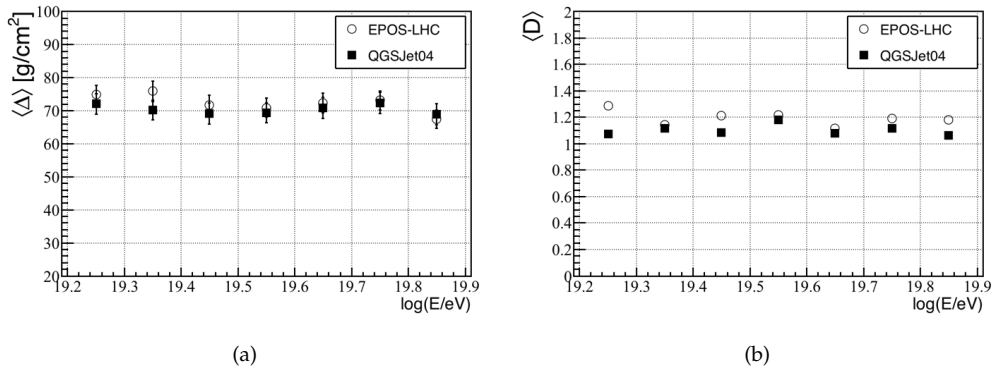 ⟨Δ⟩ [g/cm²]
100
90
80
70
60
50
40
30
20
EPOS-LHC
QGSJet04
19.2 19.3 19.4 19.5 19.6 19.7 19.8 19.9
log(E/eV)
(a)
⟨D⟩
2
1.8
1.6
1.4
1.2
1
0.8
0.6
0.4
0.2
0
EPOS-LHC
QGSJet04
19.2 19.3 19.4 19.5 19.6 19.7 19.8 19.9
log(E/eV)
(b)